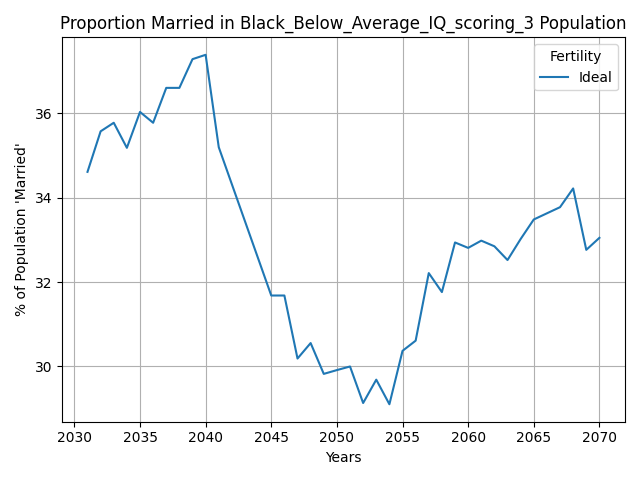 Proportion Married in Black_Below_Average_IQ_scoring_3 Population
Fertility
Ideal
% of Population 'Married'
36
34
32
30
2030 2035 2040 2045 2050 2055 2060 2065 2070
Years